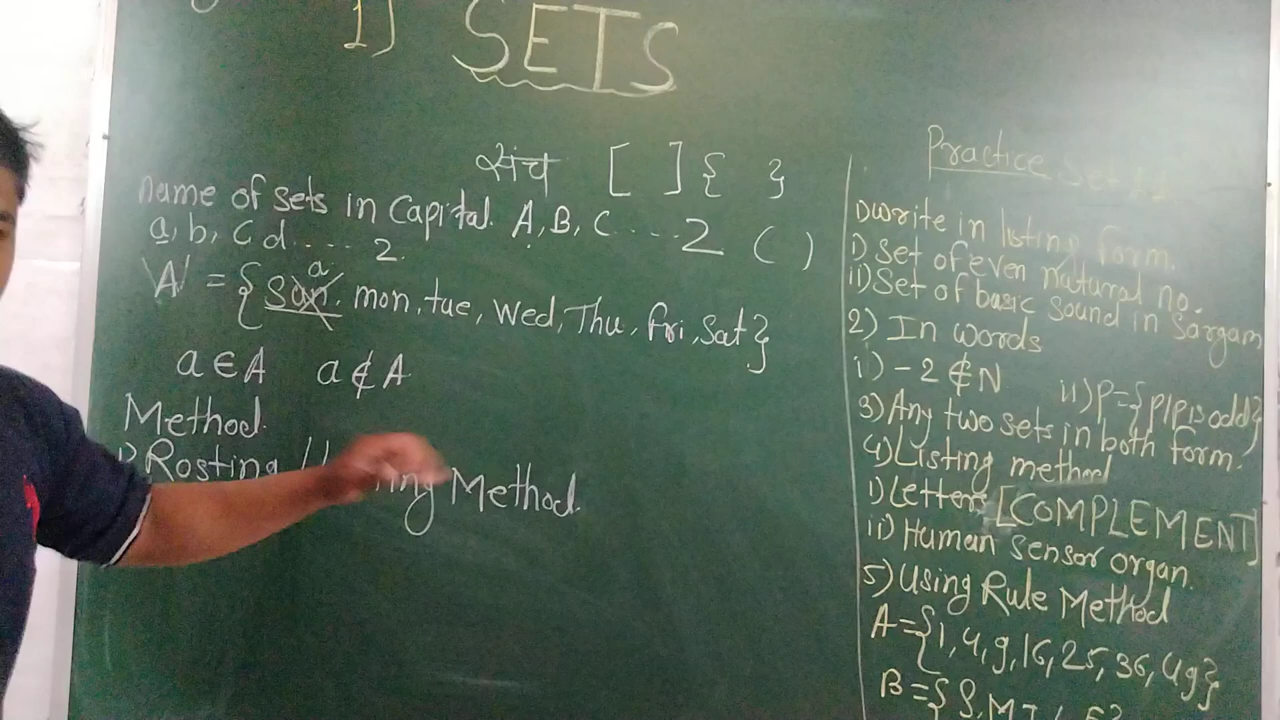 1) SETS
संच [ ] { }
name of sets in Capital. A, B, C ..... Z ( )
a, b, c d ..... z.
A = { sun. a mon, tue, wed, Thu, fri, sat }
a ∈ A a ∉ A
Method.
1) Rosting / ting Method
Practice Set
1) write in listing form.
i) Set of even natural no.
ii) Set of basic sound in Sargam
2) In words
i) -2 ∉ N ii) P={p/p is odd}
3) Any two sets in both form.
4) Listing method
i) Letters [COMPLEMENT]
ii) Human sensor organ.
5) Using Rule Method
A={1, 4, 9, 16, 25, 36, 49}
B={